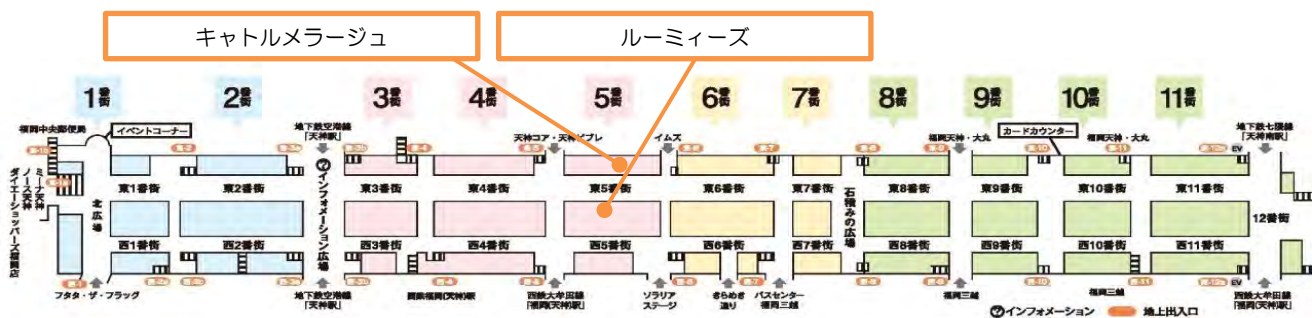 キャトルメラージュ
ルーミィーズ
1番街
2番街
3番街
4番街
5番街
6番街
7番街
8番街
9番街
10番街
11番街
福岡中央郵便局
イベントコーナー
地下鉄空港線
「天神駅」
天神コア・天神ビブレ
イムズ
福岡天神・大丸
カードカウンター
福岡天神・大丸
地下鉄七隈線
「天神南駅」
EV
ミーナ天神
ノース天神
ダイエーショッパーズ福岡店
東1番街
東2番街
インフォメーション広場
東3番街
東4番街
東5番街
東6番街
東7番街
石積みの広場
東8番街
東9番街
東10番街
東11番街
北広場
12番街
西1番街
西2番街
西3番街
西4番街
西5番街
西6番街
西7番街
西8番街
西9番街
西10番街
西11番街
EV
フタタ・ザ・フラッグ
地下鉄空港線
「天神駅」
西鉄福岡(天神)駅
西鉄大牟田線
「福岡(天神)駅」
ソラリア
ステージ
きらめき
通り
バスセンター
福岡三越
福岡三越
福岡三越
西鉄大牟田線
「福岡(天神)駅」
?インフォメーション
地上出入口